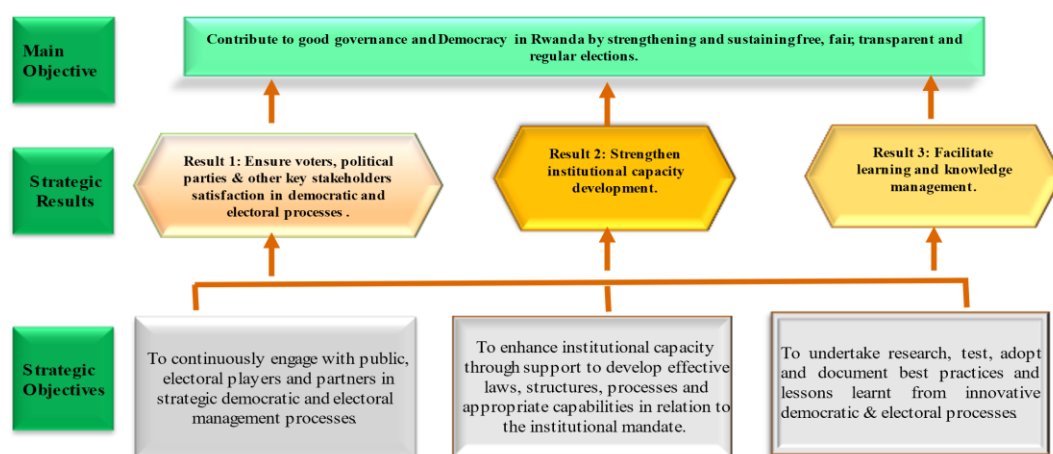 Main
Objective
Contribute to good governance and Democracy in Rwanda by strengthening and sustaining free, fair, transparent and
regular elections.
Strategic
Results
Result 1: Ensure voters, political
parties & other key stakeholders
satisfaction in democratic and
electoral processes .
Result 2: Strengthen
institutional capacity
development.
Result 3: Facilitate
learning and knowledge
management.
Strategic
Objectives
To continuously engage with public,
electoral players and partners in
strategic democratic and electoral
management processes.
To enhance institutional capacity
through support to develop effective
laws, structures, processes and
appropriate capabilities in relation to
the institutional mandate.
To undertake research, test, adopt
and document best practices and
lessons learnt from innovative
democratic & electoral processes.